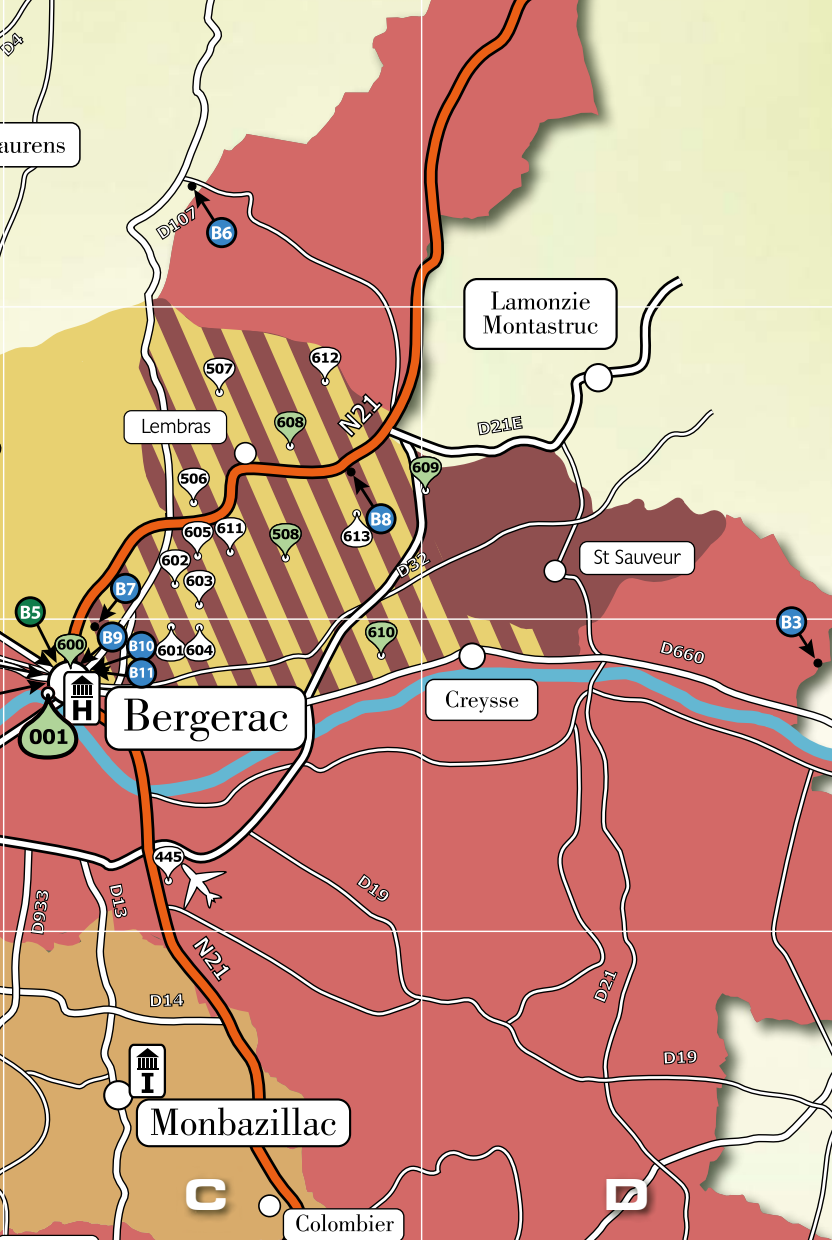 D4
aurens
D107
B6
Lamonzie
Montastruc
507
612
608
N21
Lembras
D21E
609
506
B8
605
611
613
508
602
D32
St Sauveur
603
B7
B5
B9
B10
B11
600
601
604
610
B3
D660
H
Bergerac
Creysse
001
445
D19
D933
D13
N21
D14
D21
D19
I
Monbazillac
C
D
Colombier